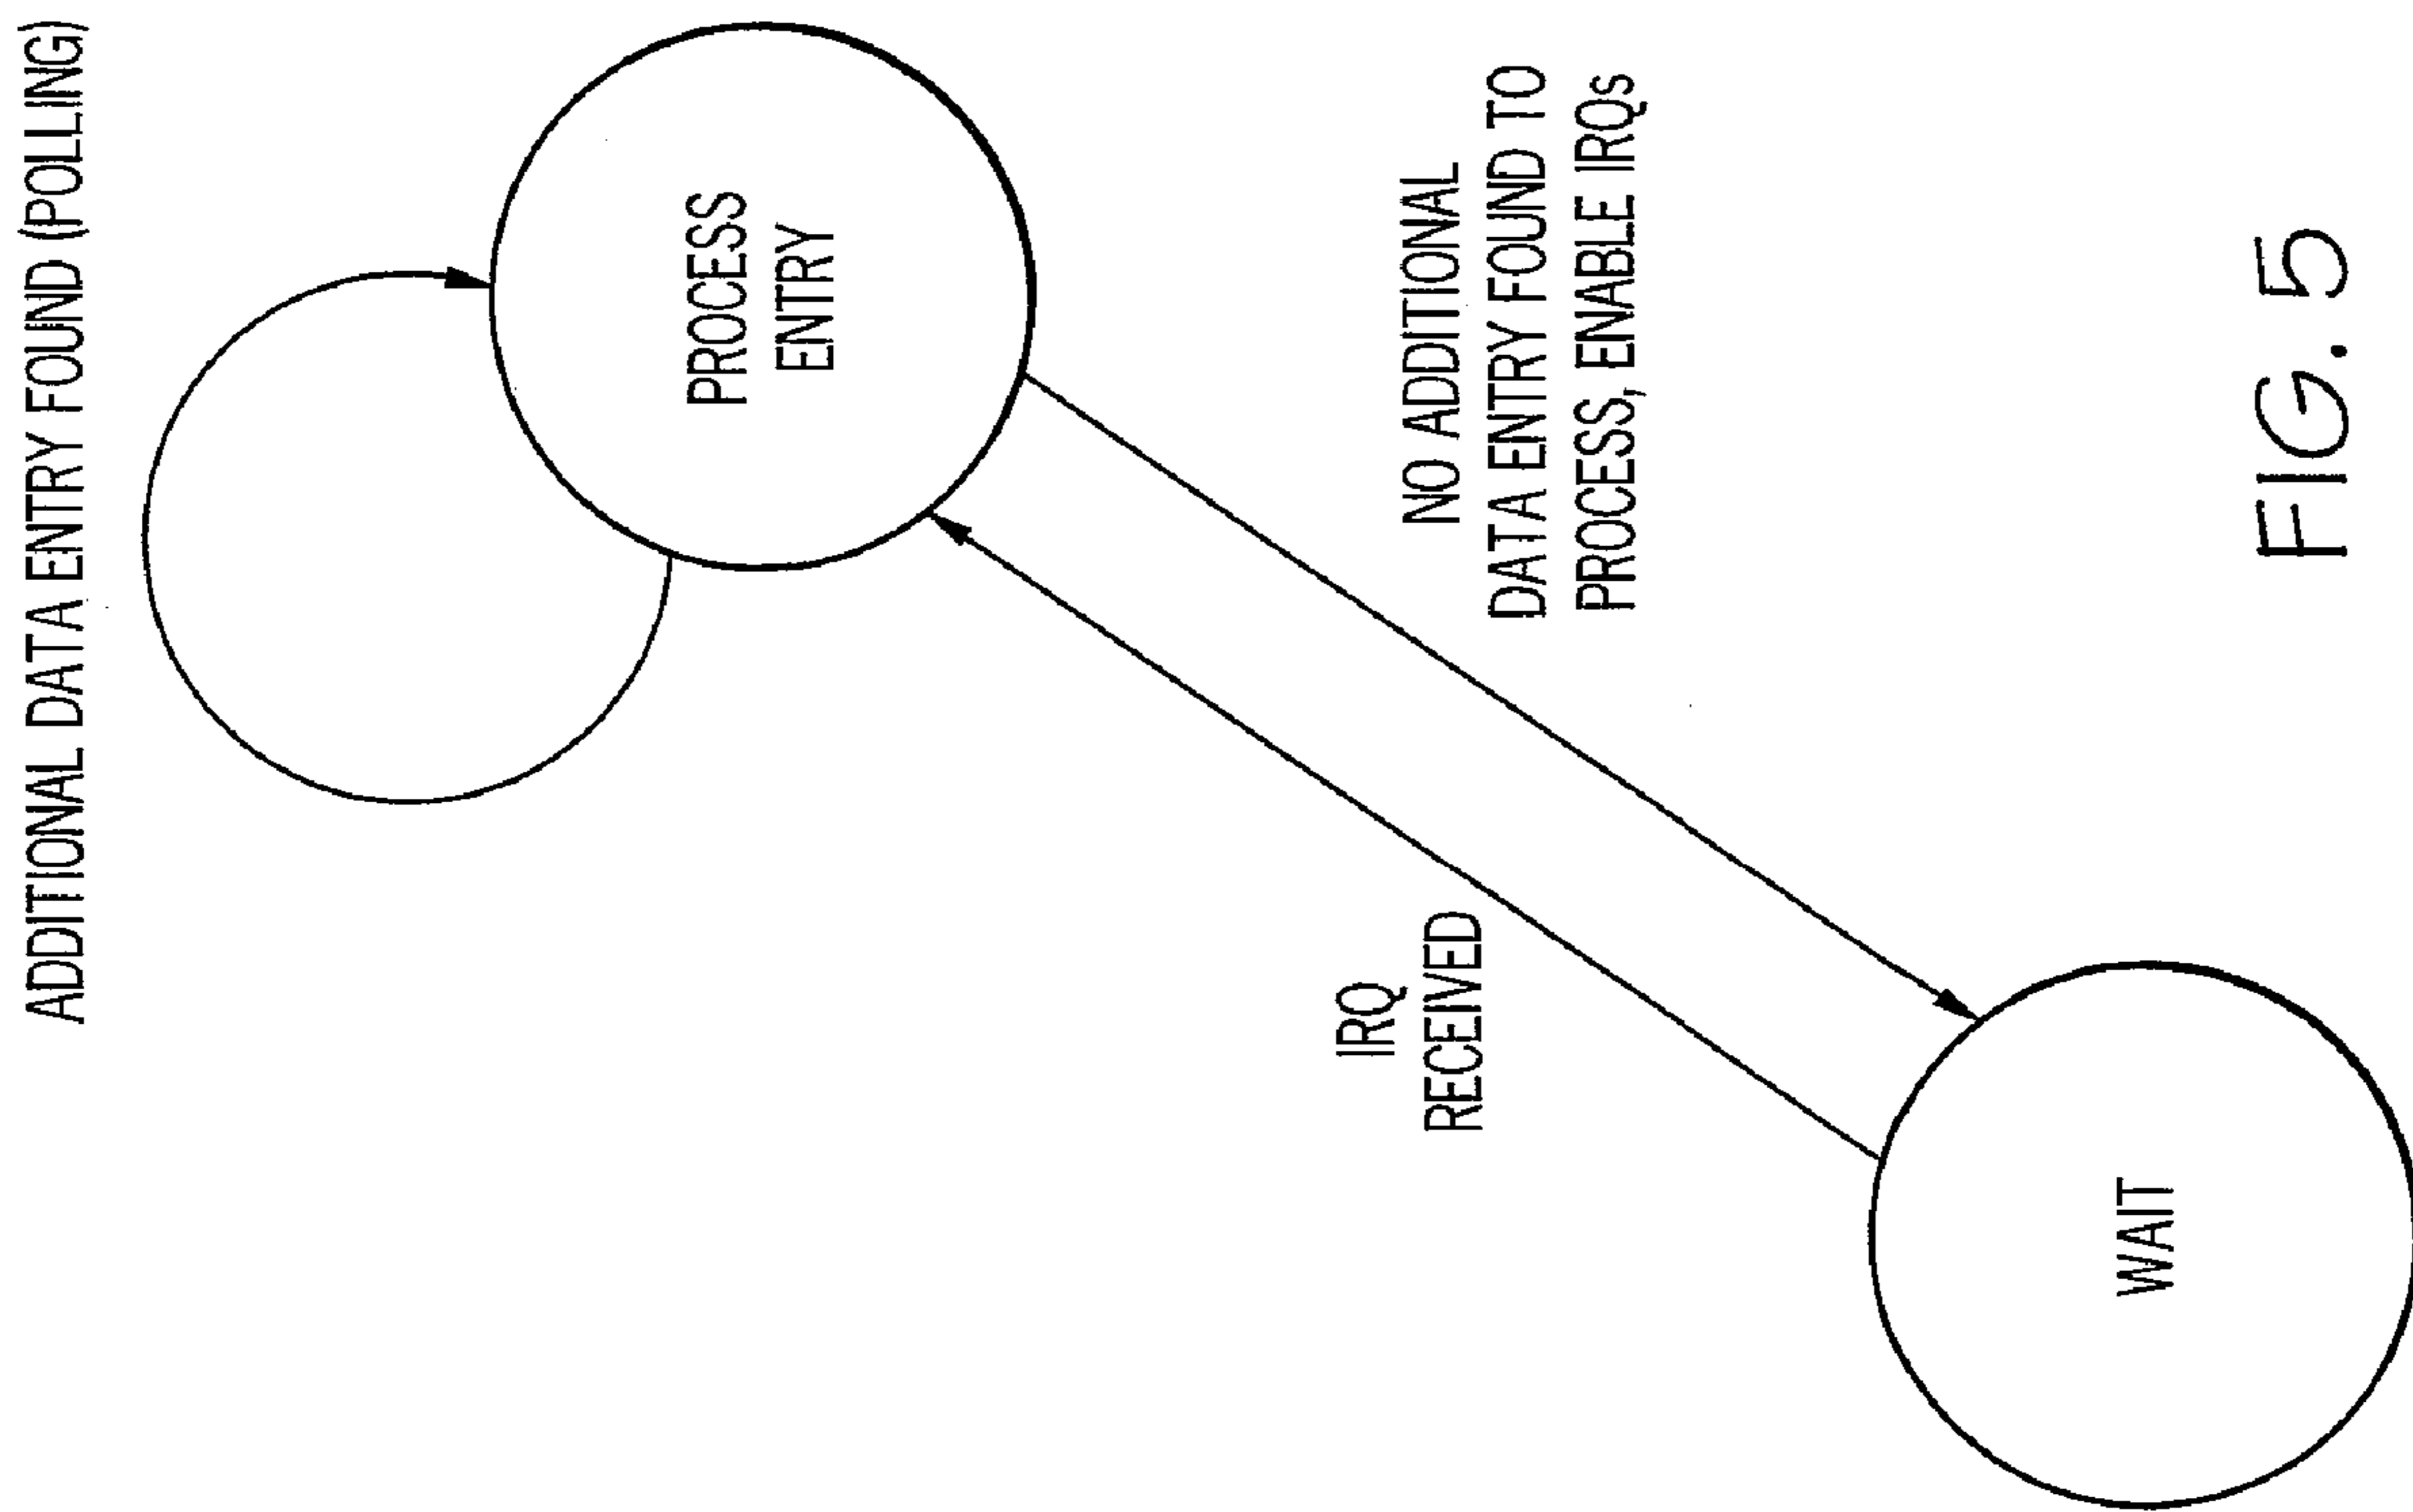 ADDITIONAL DATA ENTRY FOUND (POLLING)
PROCESS
ENTRY
IRQ
RECEIVED
NO ADDITIONAL
DATA ENTRY FOUND TO
PROCESS, ENABLE IRQs
WAIT
FIG. 5